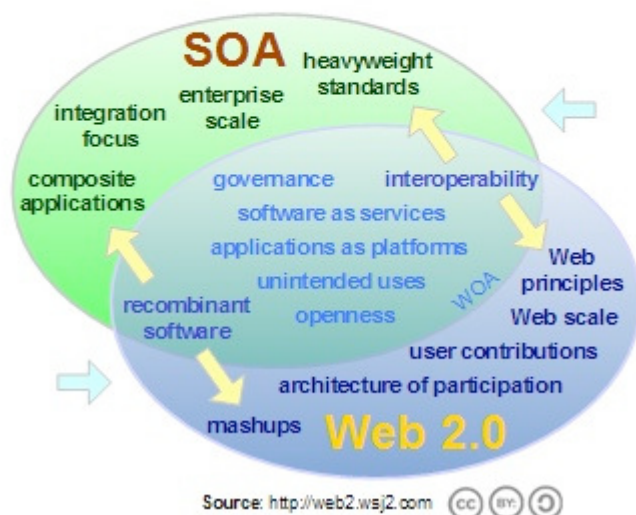 SOA
heavyweight
standards
enterprise
scale
integration
focus
composite
applications
governance
interoperability
software as services
applications as platforms
unintended uses
openness
WOA
recombinant
software
Web
principles
Web scale
user contributions
architecture of participation
mashups
Web 2.0
Source: http://web2.wsj2.com
cc BY: